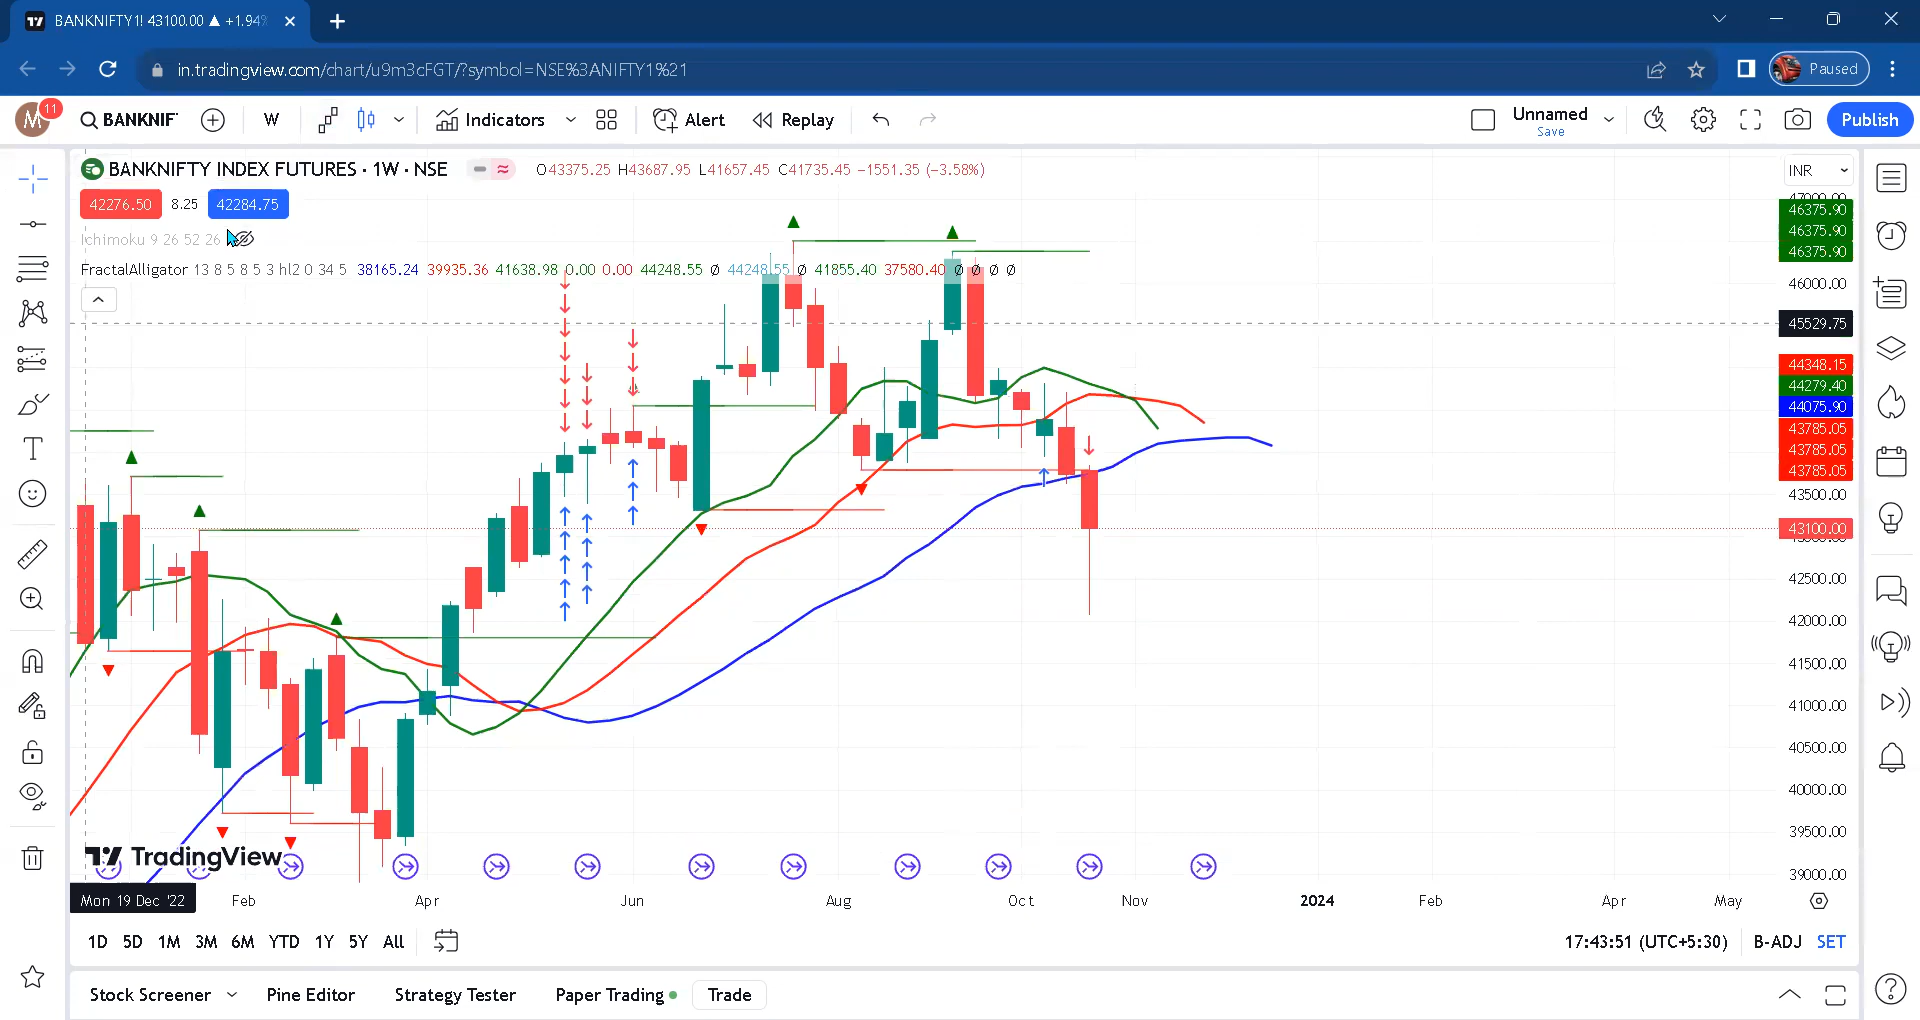 BANKNIFTY1! 43100.00 ▲ +1.94%
in.tradingview.com/chart/u9m3cFGT/?symbol=NSE%3ANIFTY1%21
Paused
M 11
BANKNIF
W
Indicators
Alert
Replay
Unnamed
Save
Publish
BANKNIFTY INDEX FUTURES · 1W · NSE
O43375.25 H43687.95 L41657.45 C41735.45 −1551.35 (−3.58%)
INR
42276.50 8.25 42284.75
Ichimoku 9 26 52 26
FractalAlligator 13 8 5 8 5 3 hl2 0 34 5 38165.24 39935.36 41638.98 0.00 0.00 44248.55 Ø 44248.55 Ø 41855.40 37580.40 Ø Ø Ø Ø
47000.00
46375.90
46375.90
46375.90
46000.00
45529.75
44348.15
44279.40
44075.90
43785.05
43785.05
43785.05
43500.00
43100.00
43000.00
42500.00
42000.00
41500.00
41000.00
40500.00
40000.00
39500.00
39000.00
TradingView
Mon 19 Dec '22
Feb
Apr
Jun
Aug
Oct
Nov
2024
Feb
Apr
May
1D 5D 1M 3M 6M YTD 1Y 5Y All
17:43:51 (UTC+5:30)
B-ADJ SET
Stock Screener
Pine Editor
Strategy Tester
Paper Trading
Trade